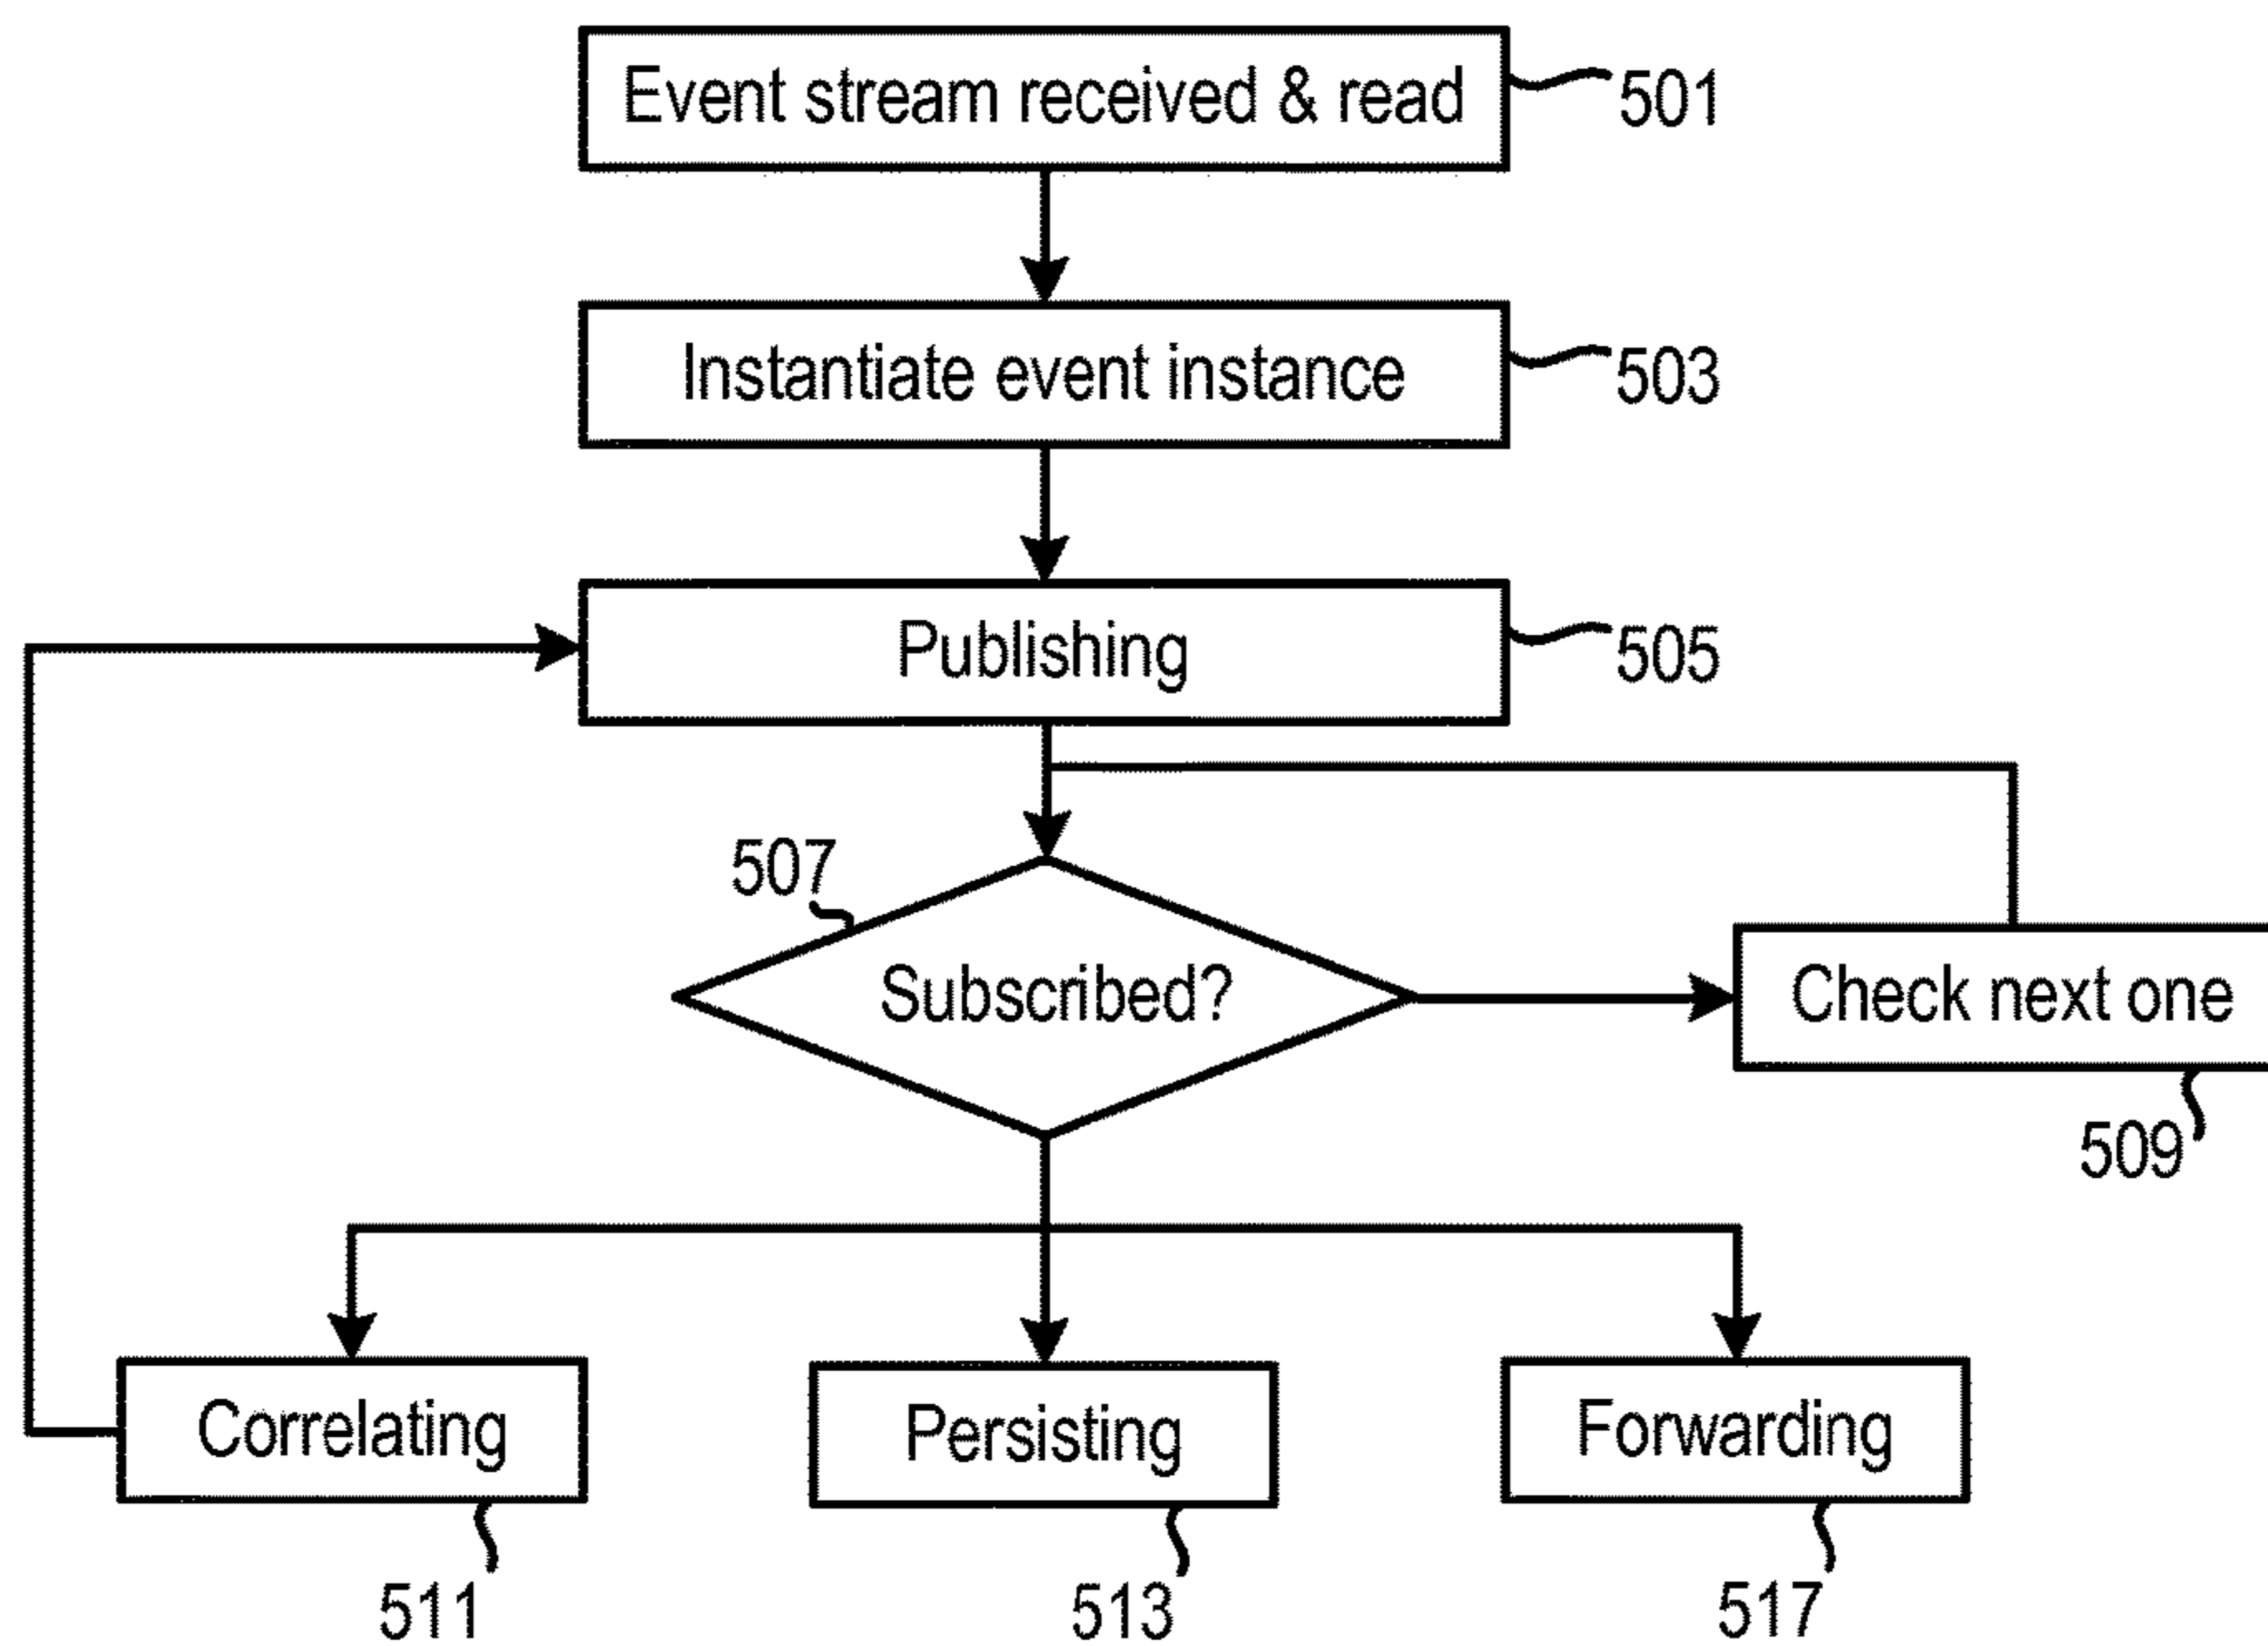 Event stream received & read
501
Instantiate event instance
503
Publishing
505
507
Subscribed?
Check next one
509
Correlating
Persisting
Forwarding
511
513
517